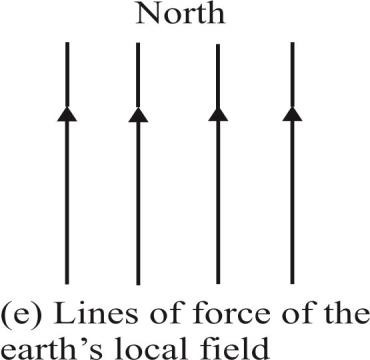 North
(e) Lines of force of the
earth's local field